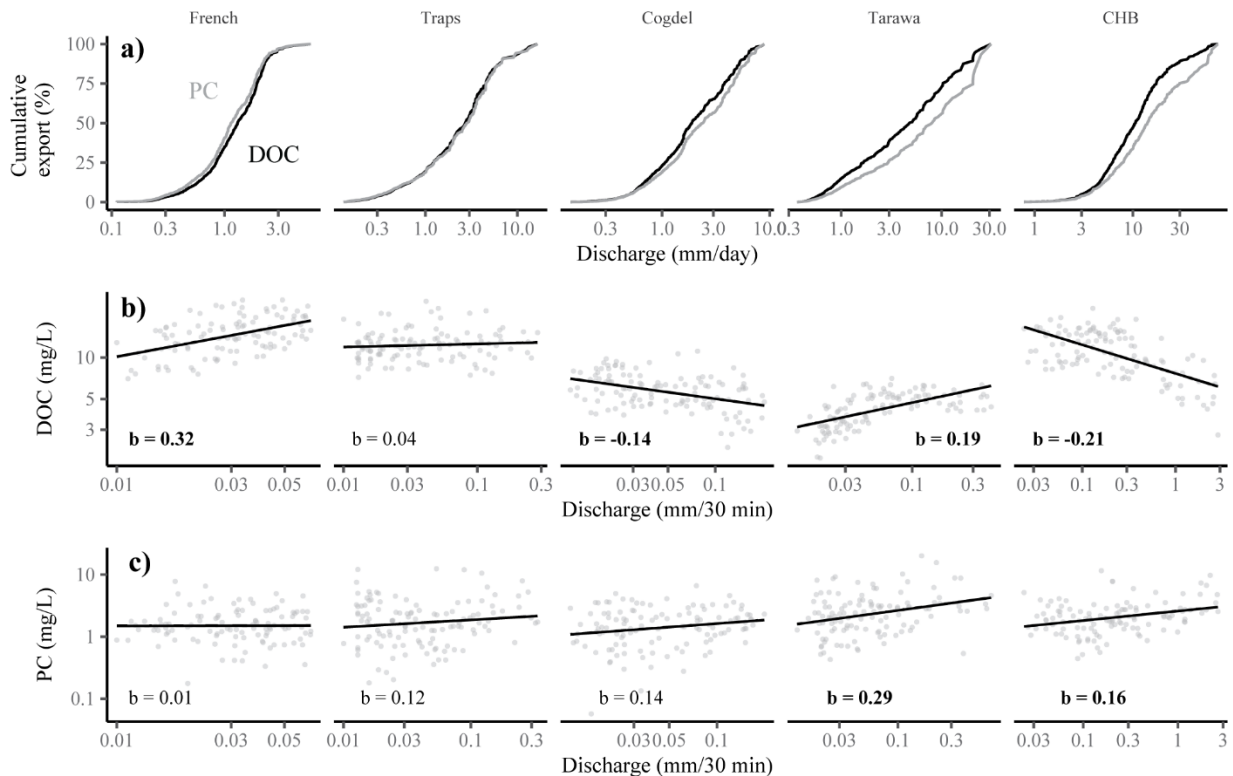 French Traps Cogdel Tarawa CHB
a)
Cumulative
export (%)
100
75
50
25
0
PC
DOC
0.1 0.3 1.0 3.0 0.3 1.0 3.0 10.0 0.3 1.0 3.0 10.0 0.3 1.0 3.0 10.0 30.0 1 3 10 30
Discharge (mm/day)
b)
DOC (mg/L)
10
5
3
b = 0.32 b = 0.04 b = -0.14 b = 0.19 b = -0.21
0.01 0.03 0.05 0.01 0.03 0.1 0.3 0.03 0.05 0.1 0.03 0.1 0.3 0.03 0.1 0.3 1 3
Discharge (mm/30 min)
c)
PC (mg/L)
10
1
0.1
b = 0.01 b = 0.12 b = 0.14 b = 0.29 b = 0.16
0.01 0.03 0.05 0.01 0.03 0.1 0.3 0.03 0.05 0.1 0.03 0.1 0.3 0.03 0.1 0.3 1 3
Discharge (mm/30 min)